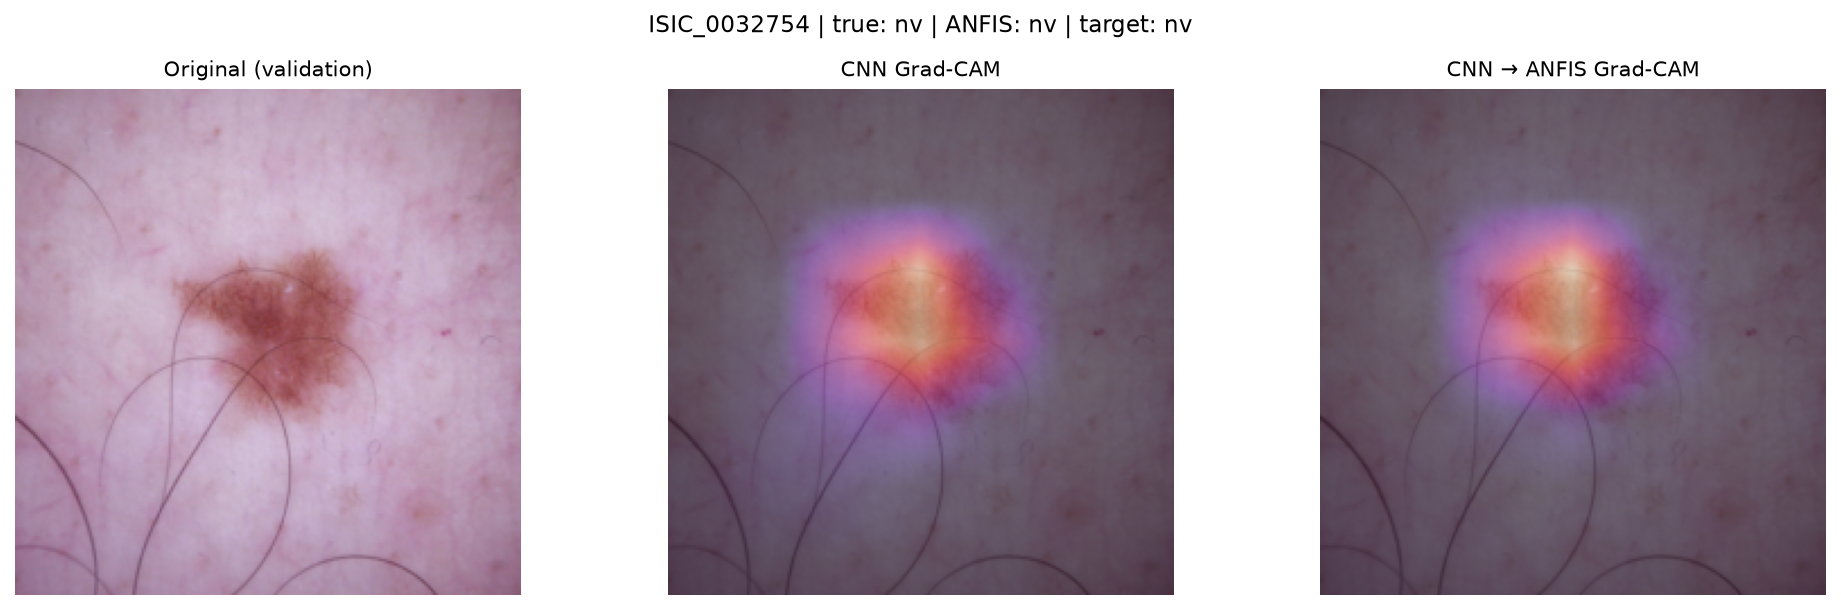 ISIC_0032754 | true: nv | ANFIS: nv | target: nv
Original (validation)
CNN Grad-CAM
CNN → ANFIS Grad-CAM